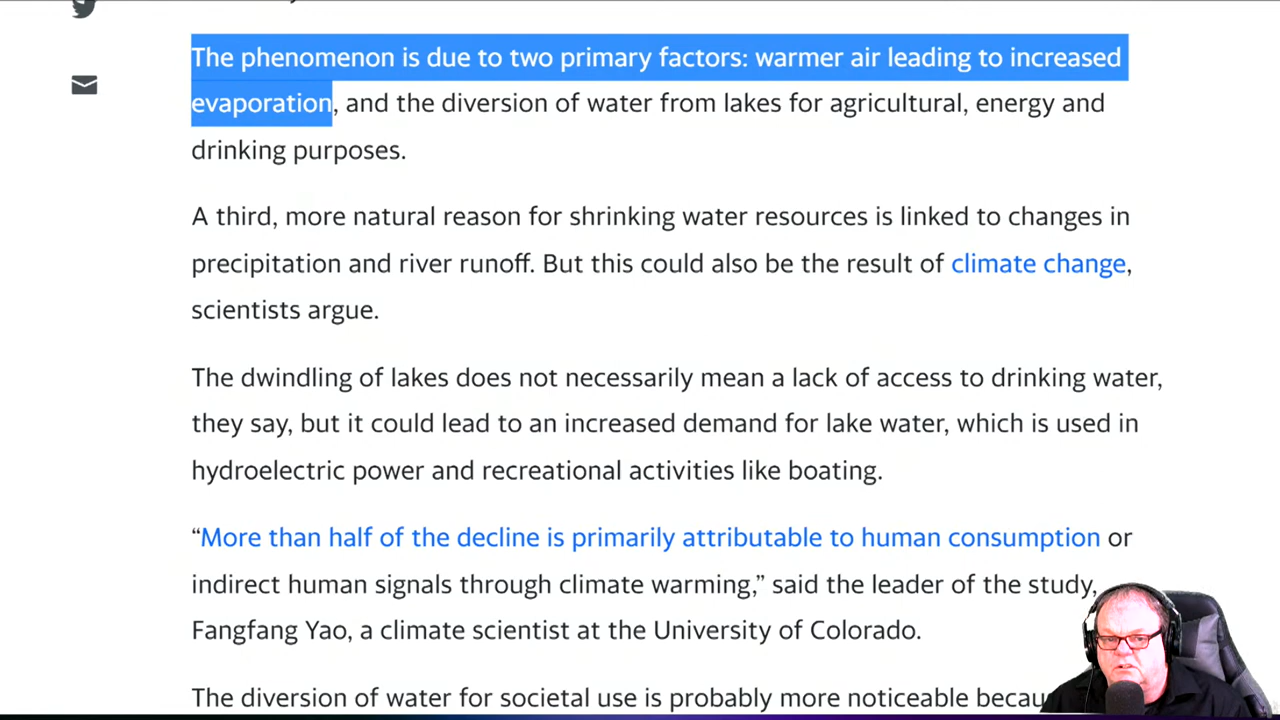 The phenomenon is due to two primary factors: warmer air leading to increased
evaporation, and the diversion of water from lakes for agricultural, energy and
drinking purposes.
A third, more natural reason for shrinking water resources is linked to changes in
precipitation and river runoff. But this could also be the result of climate change,
scientists argue.
The dwindling of lakes does not necessarily mean a lack of access to drinking water,
they say, but it could lead to an increased demand for lake water, which is used in
hydroelectric power and recreational activities like boating.
“More than half of the decline is primarily attributable to human consumption or
indirect human signals through climate warming,” said the leader of the study,
Fangfang Yao, a climate scientist at the University of Colorado.
The diversion of water for societal use is probably more noticeable